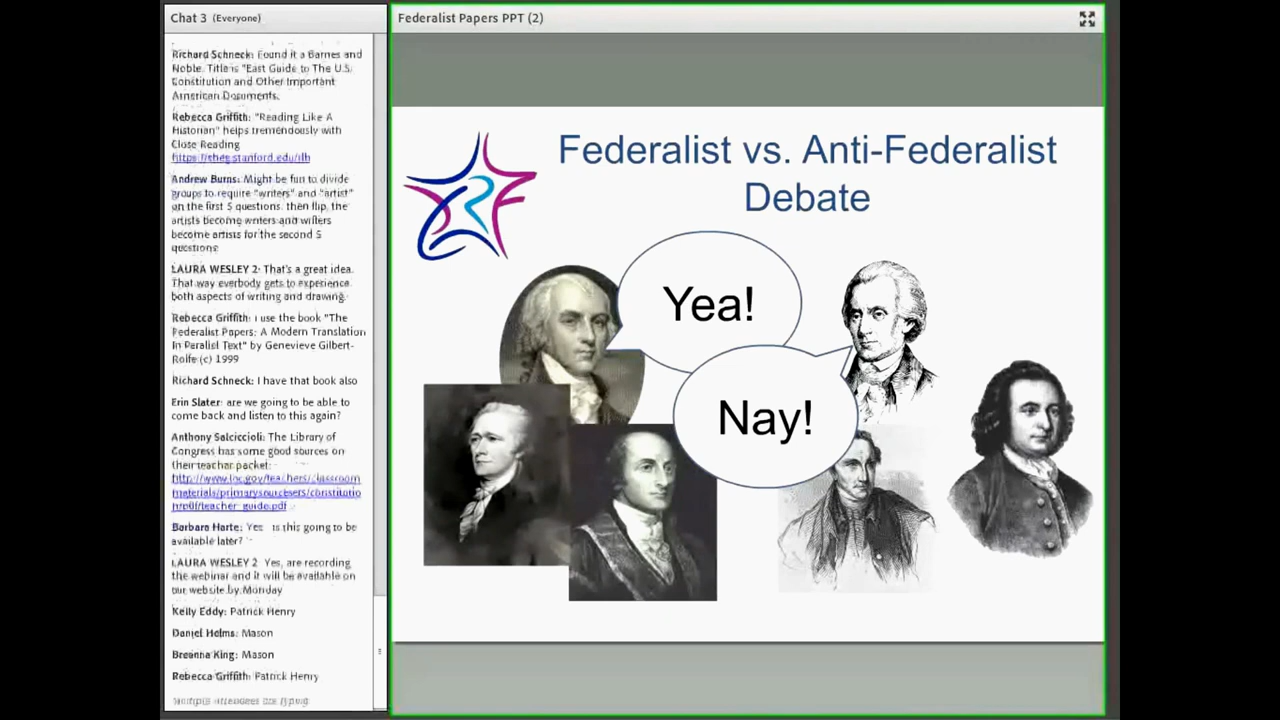 Chat 3 (Everyone)
Richard Schneck: Found it a Barnes and
Noble. Title is "East Guide to The U.S.
Constitution and Other Important
American Documents.
Rebecca Griffith: "Reading Like A
Historian" helps tremendously with
Close Reading
Andrew Burns: Might be fun to divide
groups to require "writers" and "artist"
on the first 5 questions. then flip, the
artists become writers and writers
become artists for the second 5
questions
LAURA WESLEY 2: That's a great idea.
That way everybody gets to experience
both aspects of writing and drawing.
Rebecca Griffith: I use the book "The
Federalist Papers: A Modern Translation
In Parallel Text" by Genevieve Gilbert-
Rolfe (c) 1999
Richard Schneck: I have that book also
Erin Slater: are we going to be able to
come back and listen to this again?
Anthony Salciccioli: The Library of
Congress has some good sources on
their teacher packet:
http://www.loc.gov/teachers/classroom
materials/primarysourcesets/constitutio
n/pdf/teacher_guide.pdf
Barbara Harte: Yes is this going to be
available later?
LAURA WESLEY 2: Yes, are recording
the webinar and it will be available on
our website by Monday
Kelly Eddy: Patrick Henry
Daniel Helms: Mason
Breanna King: Mason
Rebecca Griffith: Patrick Henry
Multiple attendees are typing
Federalist Papers PPT (2)
Federalist vs. Anti-Federalist
Debate
Yea!
Nay!